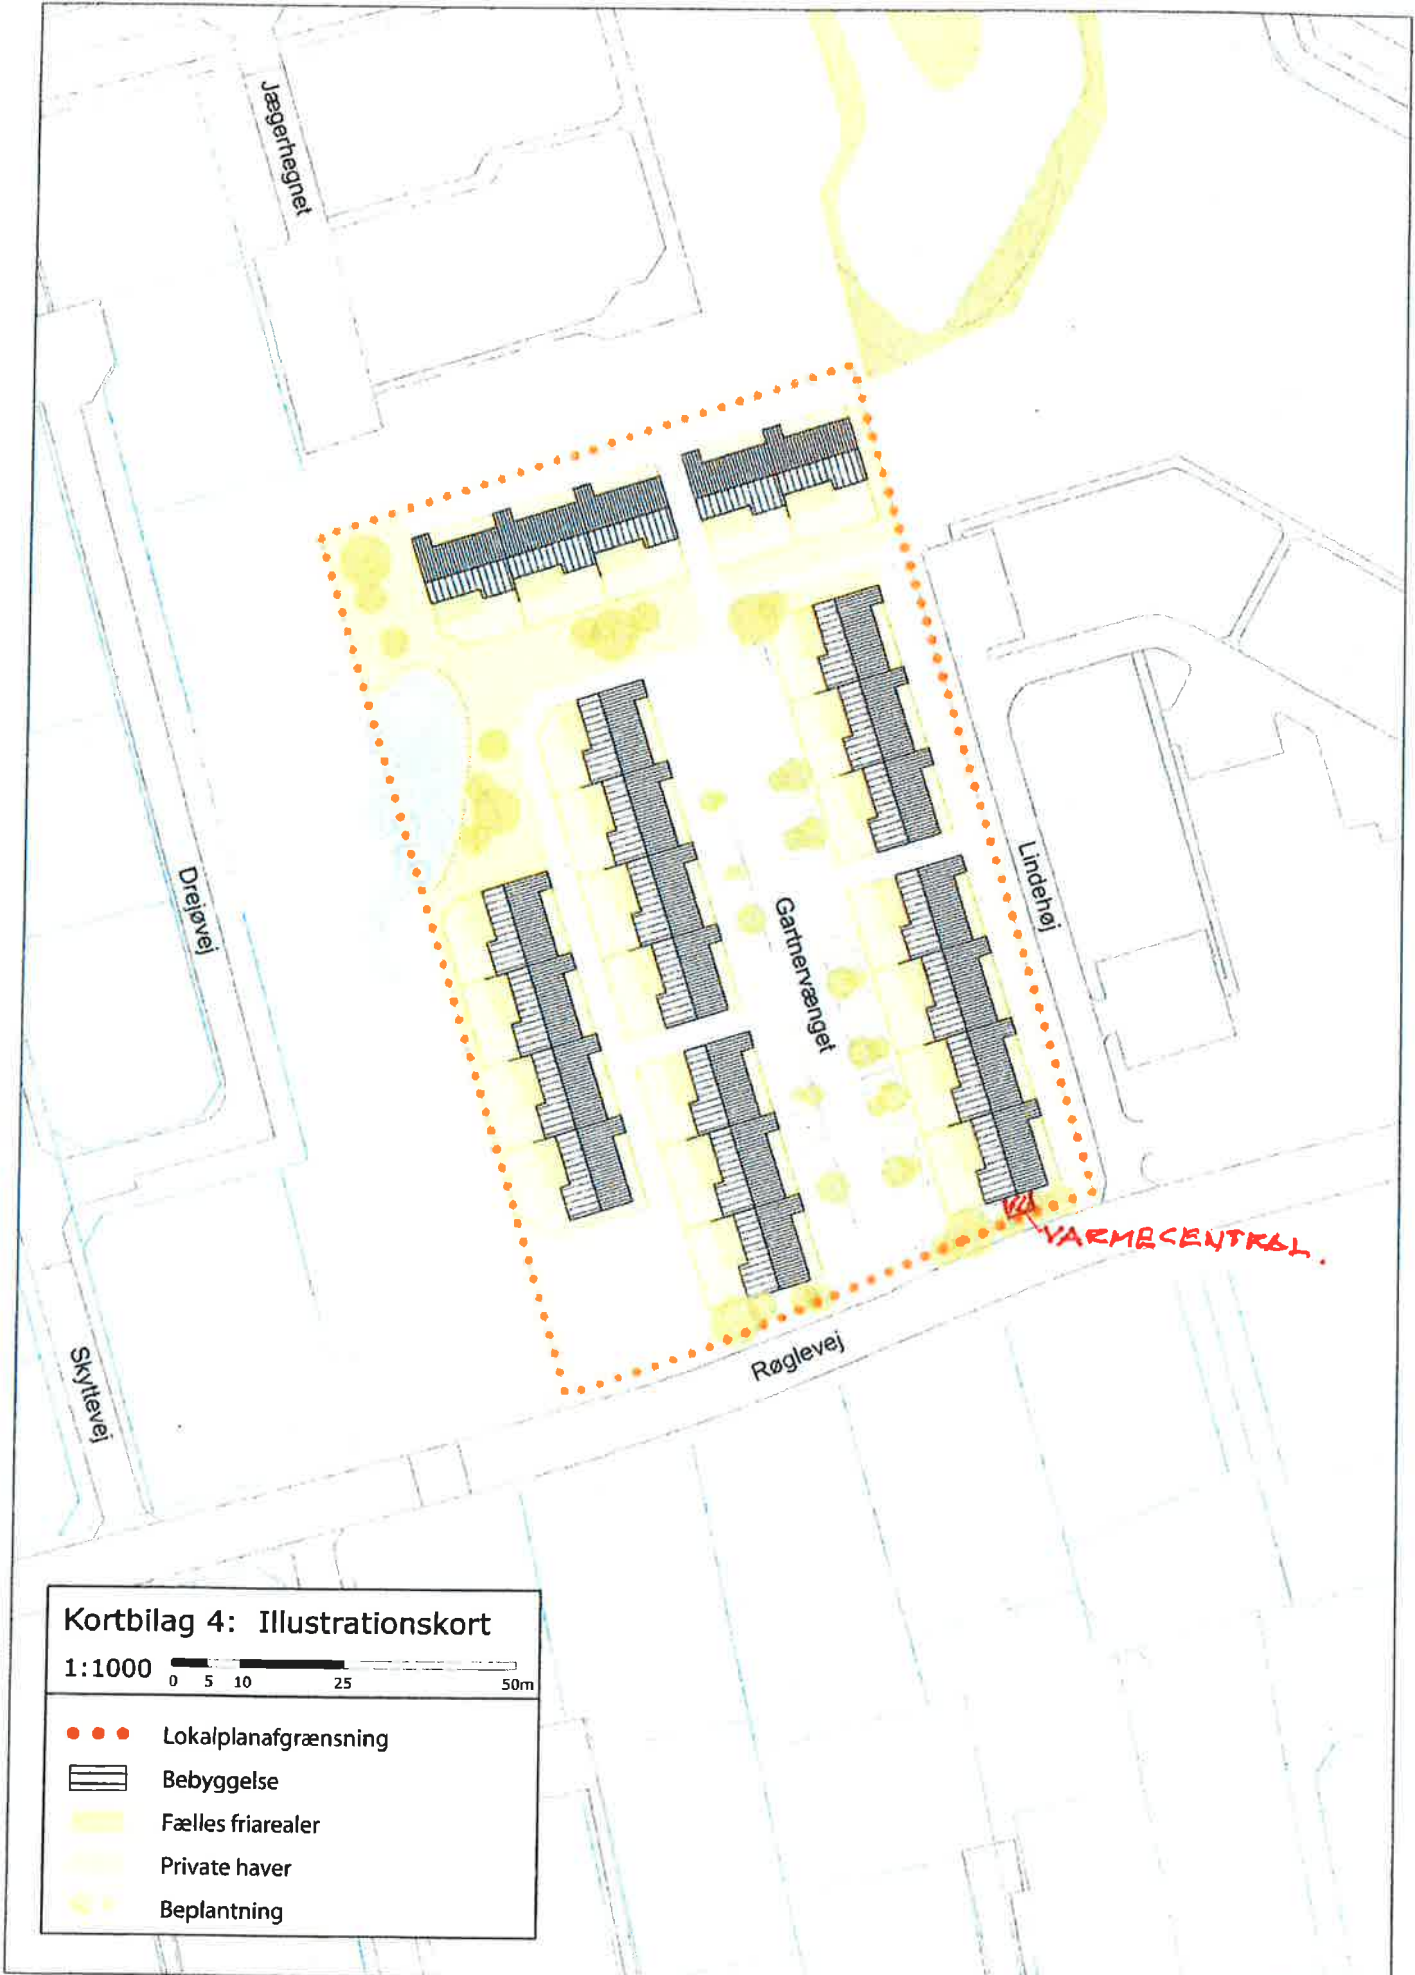 Jægerhegnet
Drejøvej
Lindehøj
Gartnervænget
VARMECENTRAL.
Røglevej
Skyttevej
Kortbilag 4: Illustrationskort
1:1000
0 5 10 25 50m
Lokalplanafgrænsning
Bebyggelse
Fælles friarealer
Private haver
Beplantning